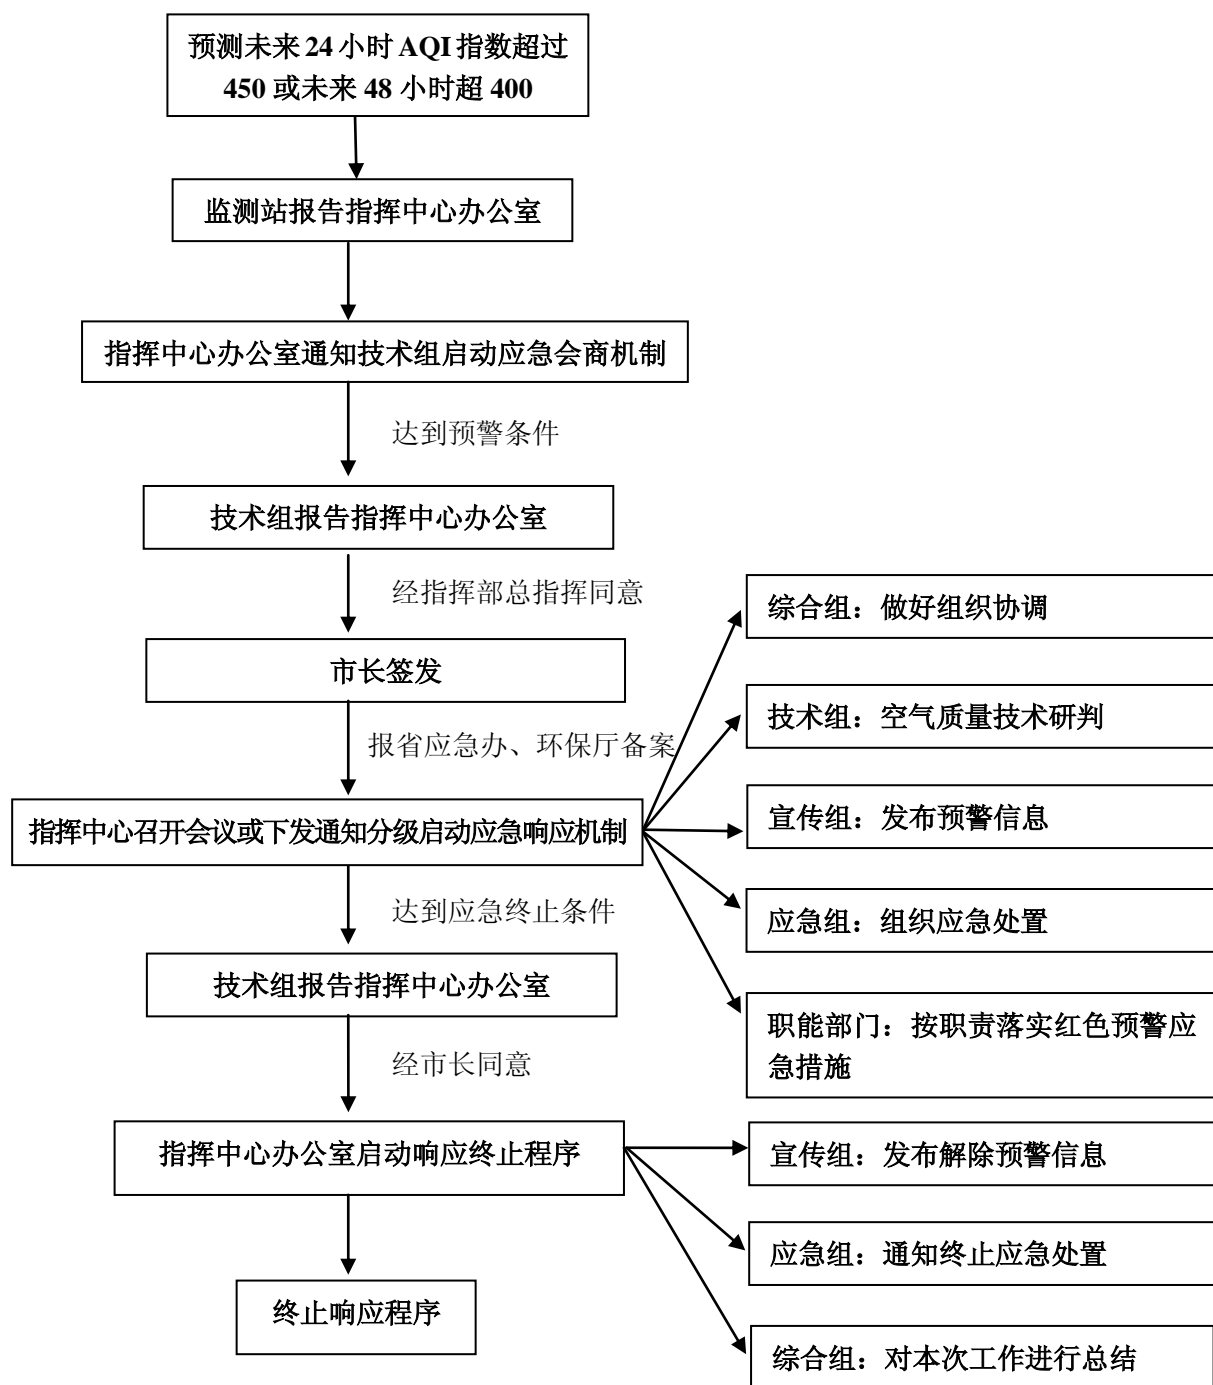 预测未来 24 小时 AQI 指数超过
450 或未来 48 小时超 400
监测站报告指挥中心办公室
指挥中心办公室通知技术组启动应急会商机制
达到预警条件
技术组报告指挥中心办公室
经指挥部总指挥同意
市长签发
报省应急办、环保厅备案
指挥中心召开会议或下发通知分级启动应急响应机制
综合组：做好组织协调
技术组：空气质量技术研判
宣传组：发布预警信息
应急组：组织应急处置
职能部门：按职责落实红色预警应
急措施
达到应急终止条件
技术组报告指挥中心办公室
经市长同意
指挥中心办公室启动响应终止程序
宣传组：发布解除预警信息
应急组：通知终止应急处置
综合组：对本次工作进行总结
终止响应程序